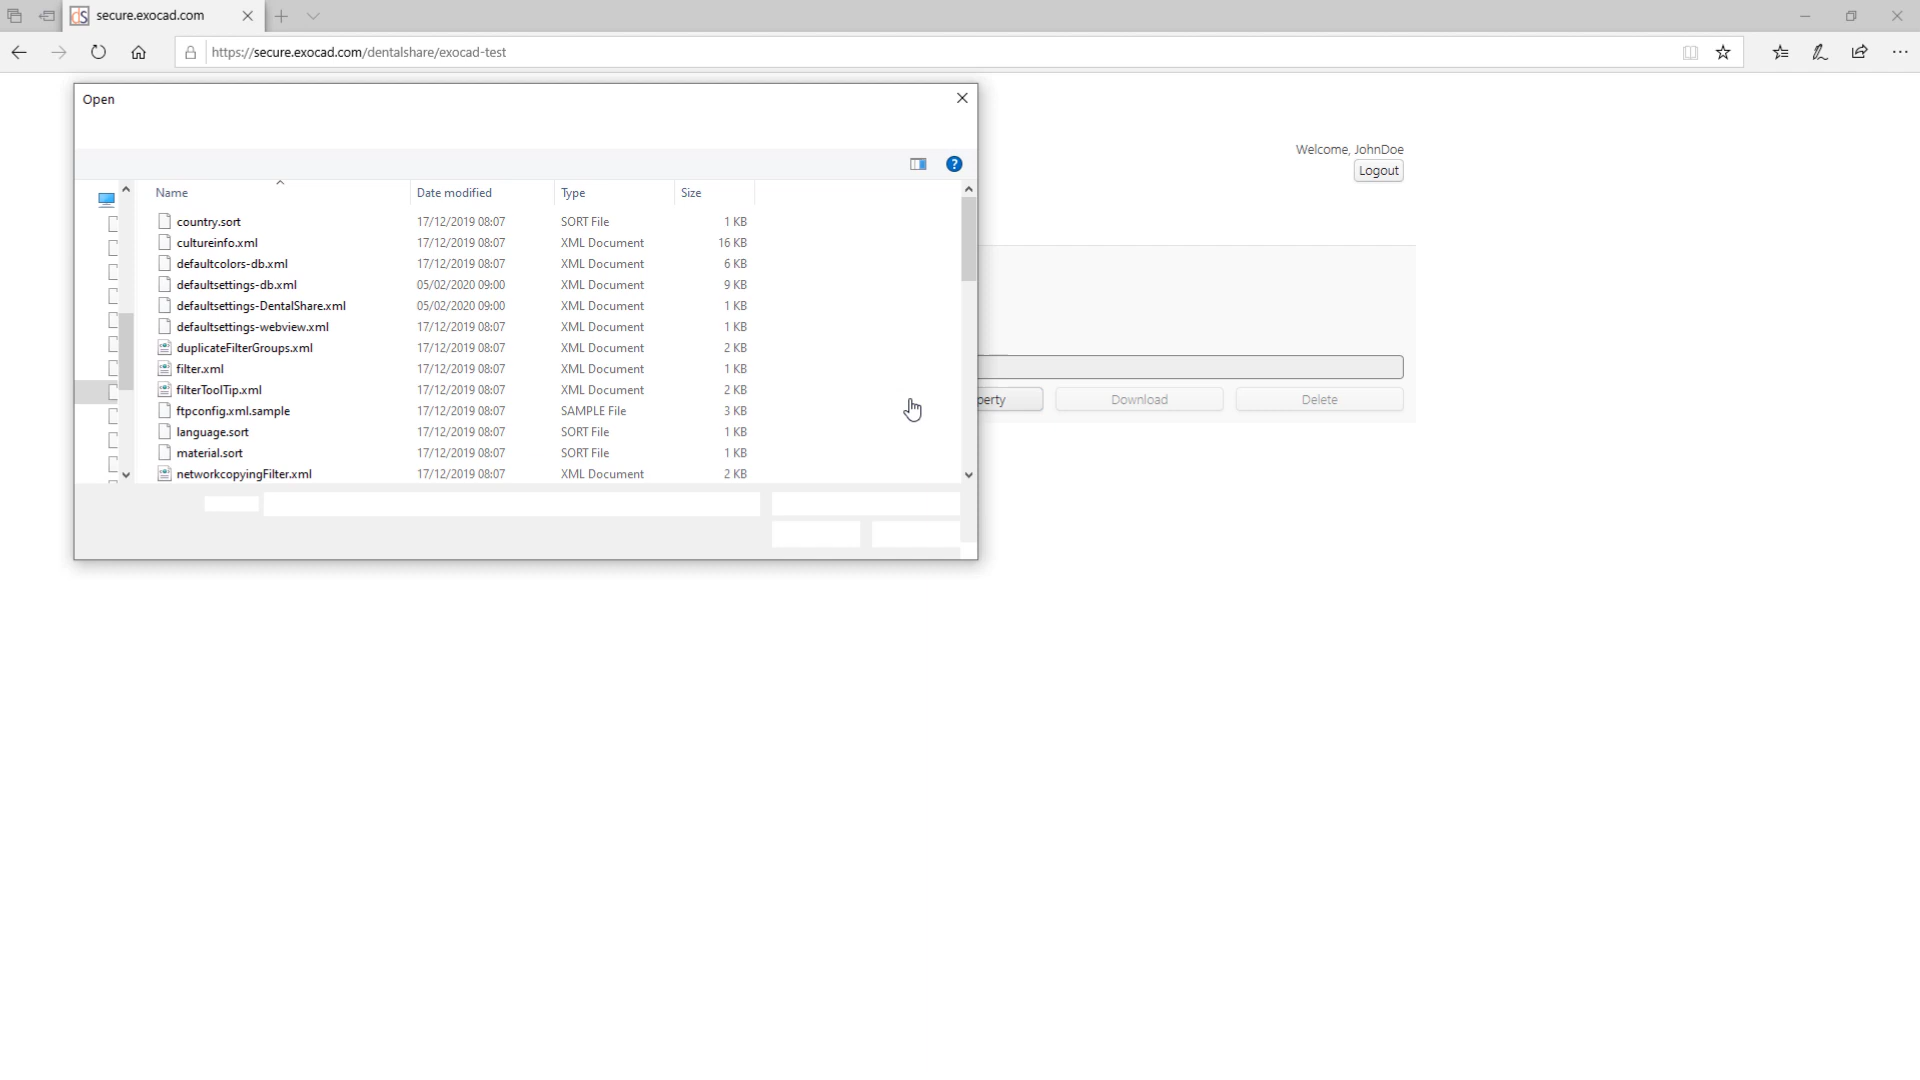 secure.exocad.com
https://secure.exocad.com/dentalshare/exocad-test
Open
Welcome, JohnDoe
Logout
Name Date modified Type Size
country.sort 17/12/2019 08:07 SORT File 1 KB
cultureinfo.xml 17/12/2019 08:07 XML Document 16 KB
defaultcolors-db.xml 17/12/2019 08:07 XML Document 6 KB
defaultsettings-db.xml 05/02/2020 09:00 XML Document 9 KB
defaultsettings-DentalShare.xml 05/02/2020 09:00 XML Document 1 KB
defaultsettings-webview.xml 17/12/2019 08:07 XML Document 1 KB
duplicateFilterGroups.xml 17/12/2019 08:07 XML Document 2 KB
filter.xml 17/12/2019 08:07 XML Document 1 KB
filterToolTip.xml 17/12/2019 08:07 XML Document 2 KB
perty Download Delete
ftpconfig.xml.sample 17/12/2019 08:07 SAMPLE File 3 KB
language.sort 17/12/2019 08:07 SORT File 1 KB
material.sort 17/12/2019 08:07 SORT File 1 KB
networkcopyingFilter.xml 17/12/2019 08:07 XML Document 2 KB